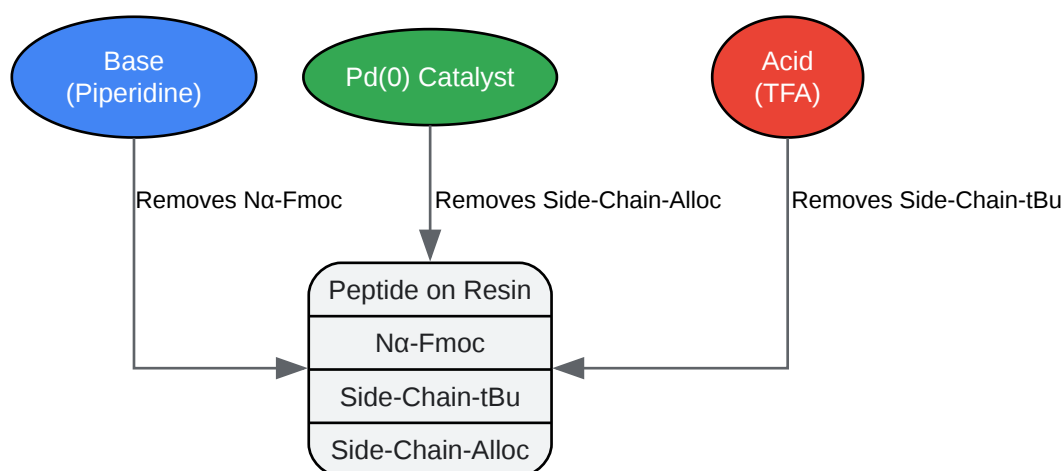 Base
(Piperidine)
Pd(0) Catalyst
Acid
(TFA)
Removes Nα-Fmoc
Removes Side-Chain-Alloc
Removes Side-Chain-tBu
Peptide on Resin
Nα-Fmoc
Side-Chain-tBu
Side-Chain-Alloc